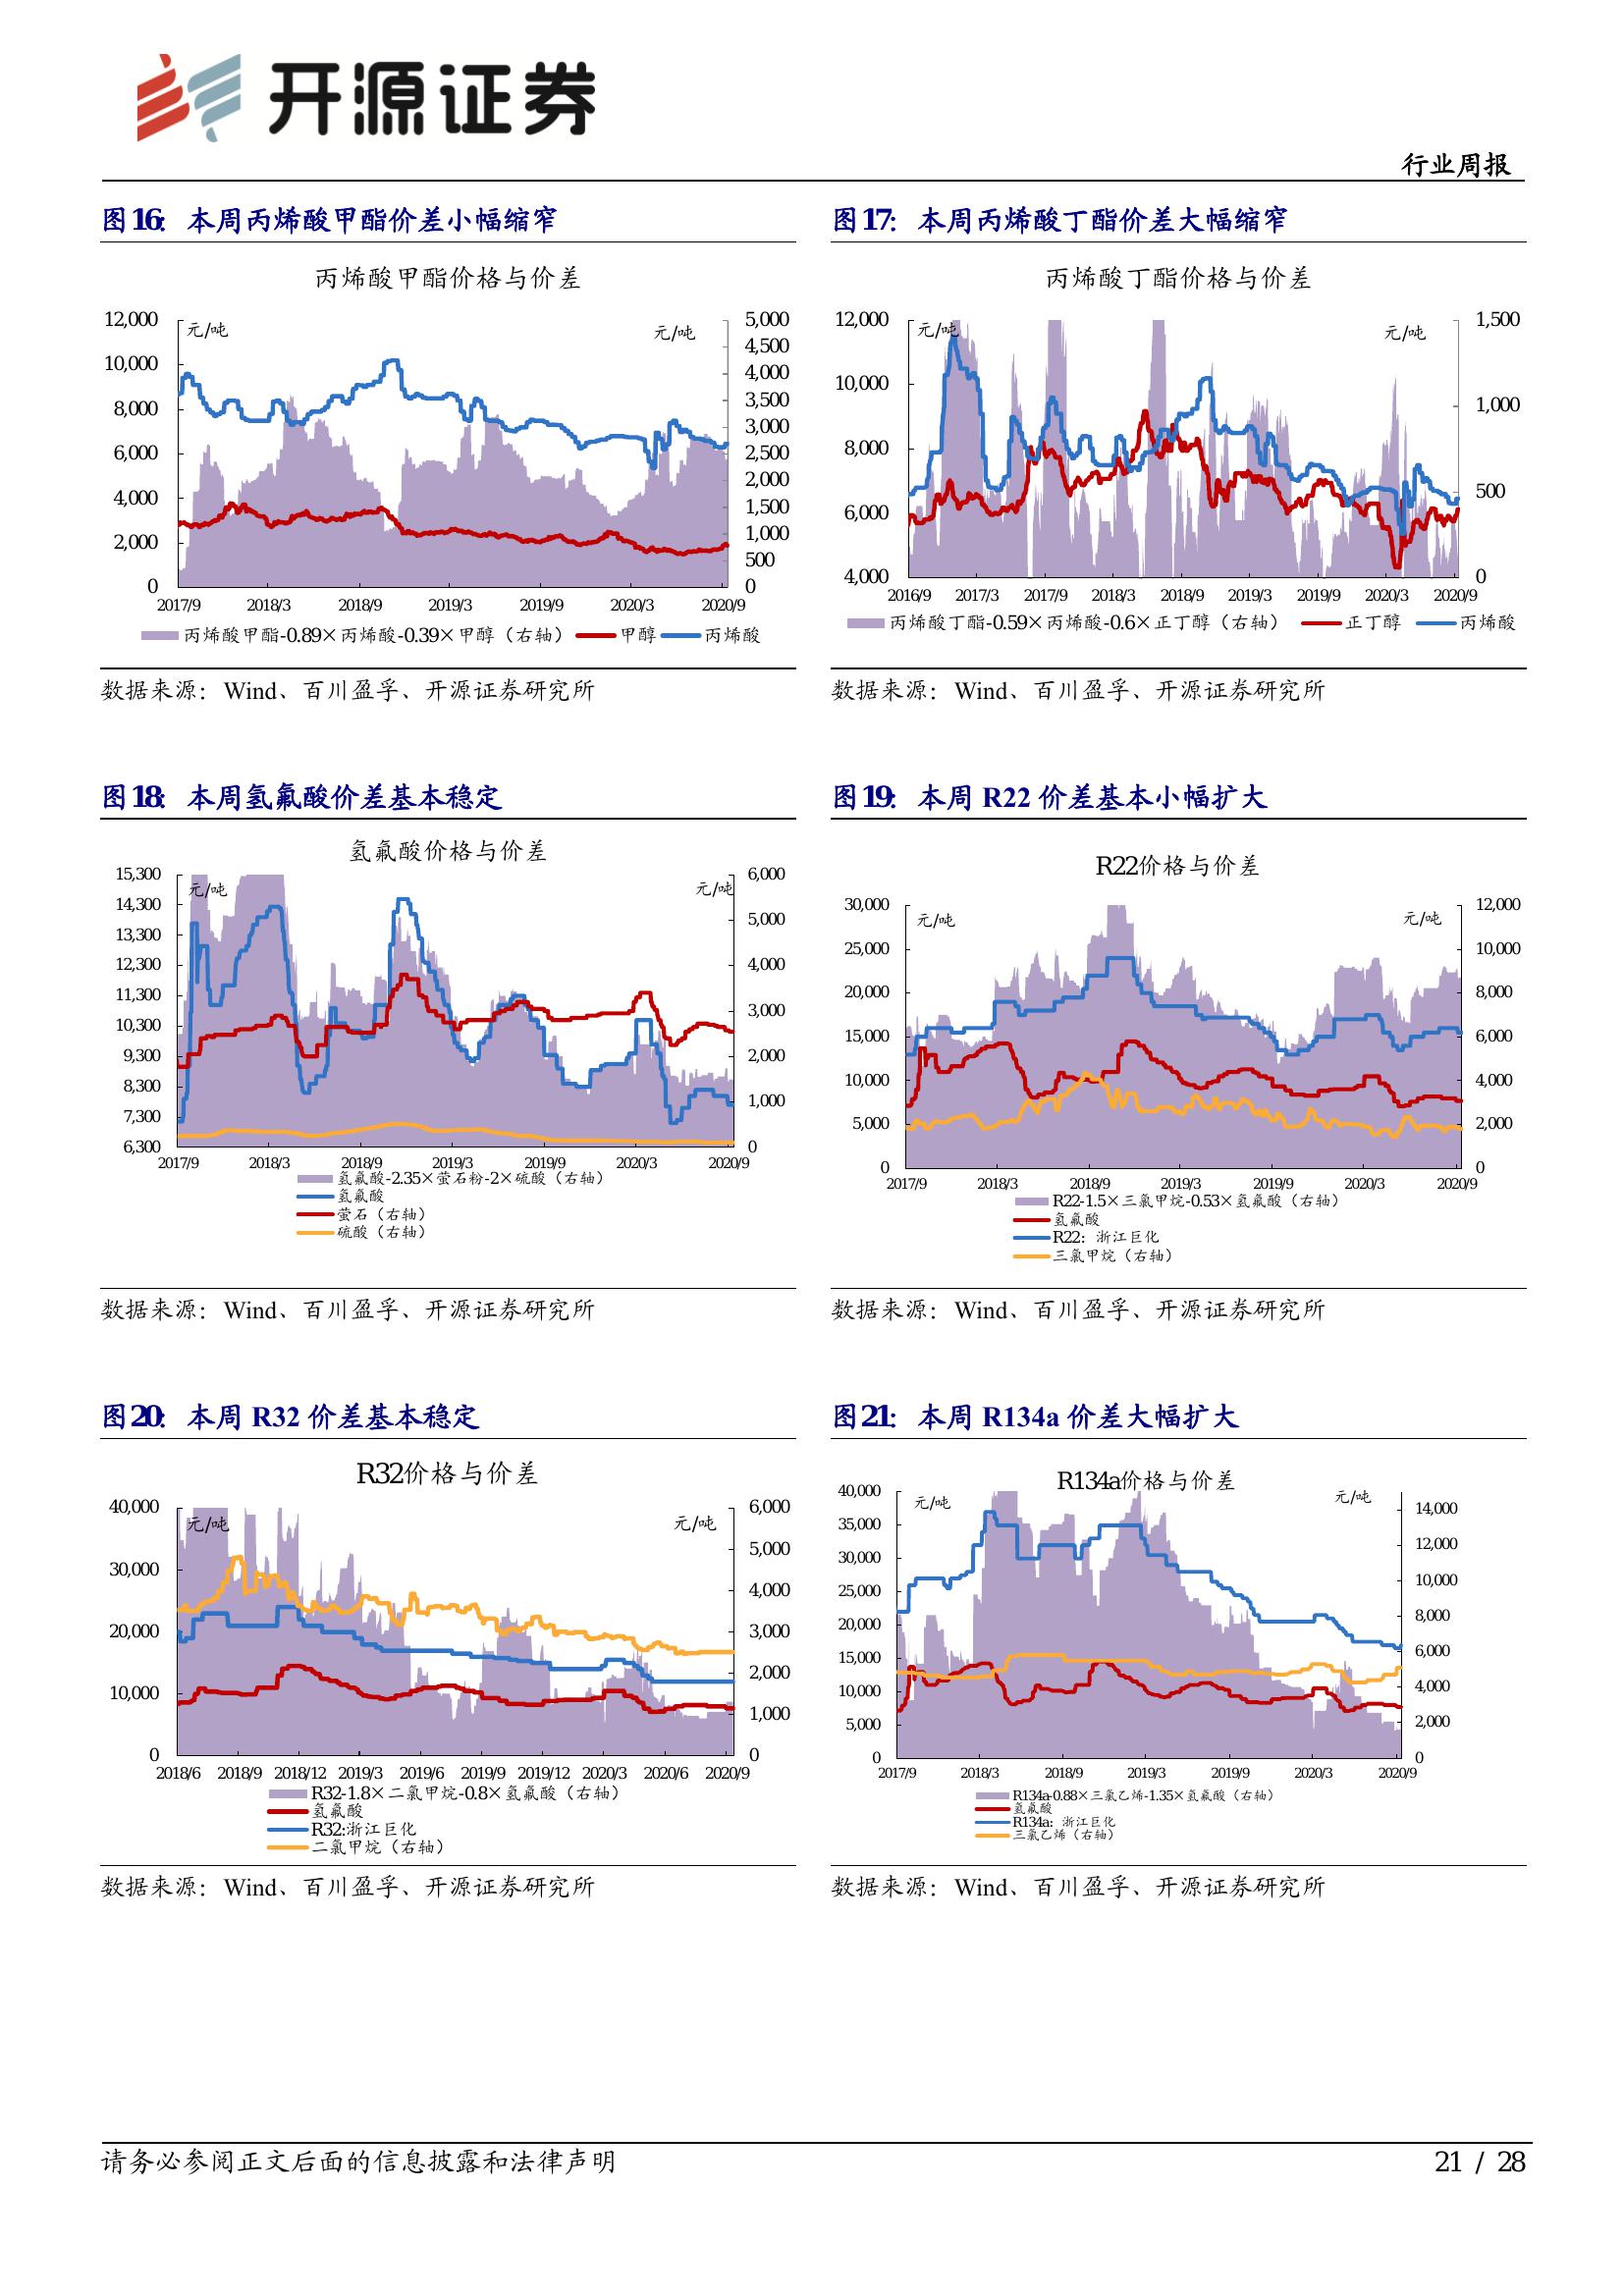 开源证券
行业周报
图16： 本周丙烯酸甲酯价差小幅缩窄
丙烯酸甲酯价格与价差
12,000
10,000
8,000
6,000
4,000
2,000
0
元/吨
元/吨
5,000
4,500
4,000
3,500
3,000
2,500
2,000
1,500
1,000
500
0
2017/9 2018/3 2018/9 2019/3 2019/9 2020/3 2020/9
丙烯酸甲酯-0.89×丙烯酸-0.39×甲醇（右轴） 甲醇 丙烯酸
数据来源：Wind、百川盈孚、开源证券研究所
图17： 本周丙烯酸丁酯价差大幅缩窄
丙烯酸丁酯价格与价差
12,000
10,000
8,000
6,000
4,000
元/吨
元/吨
1,500
1,000
500
0
2016/9 2017/3 2017/9 2018/3 2018/9 2019/3 2019/9 2020/3 2020/9
丙烯酸丁酯-0.59×丙烯酸-0.6×正丁醇（右轴） 正丁醇 丙烯酸
数据来源：Wind、百川盈孚、开源证券研究所
图18： 本周氢氟酸价差基本稳定
氢氟酸价格与价差
15,300
14,300
13,300
12,300
11,300
10,300
9,300
8,300
7,300
6,300
元/吨
元/吨
6,000
5,000
4,000
3,000
2,000
1,000
0
2017/9 2018/3 2018/9 2019/3 2019/9 2020/3 2020/9
氢氟酸-2.35×萤石粉-2×硫酸（右轴）
氢氟酸
萤石（右轴）
硫酸（右轴）
数据来源：Wind、百川盈孚、开源证券研究所
图19： 本周 R22 价差基本小幅扩大
R22价格与价差
30,000
25,000
20,000
15,000
10,000
5,000
0
元/吨
元/吨
12,000
10,000
8,000
6,000
4,000
2,000
0
2017/9 2018/3 2018/9 2019/3 2019/9 2020/3 2020/9
R22-1.5×三氯甲烷-0.53×氢氟酸（右轴）
氢氟酸
R22：浙江巨化
三氯甲烷（右轴）
数据来源：Wind、百川盈孚、开源证券研究所
图20： 本周 R32 价差基本稳定
R32价格与价差
40,000
30,000
20,000
10,000
0
元/吨
元/吨
6,000
5,000
4,000
3,000
2,000
1,000
0
2018/6 2018/9 2018/12 2019/3 2019/6 2019/9 2019/12 2020/3 2020/6 2020/9
R32-1.8×二氯甲烷-0.8×氢氟酸（右轴）
氢氟酸
R32:浙江巨化
二氯甲烷（右轴）
数据来源：Wind、百川盈孚、开源证券研究所
图21： 本周 R134a 价差大幅扩大
R134a价格与价差
40,000
35,000
30,000
25,000
20,000
15,000
10,000
5,000
0
元/吨
元/吨
14,000
12,000
10,000
8,000
6,000
4,000
2,000
0
2017/9 2018/3 2018/9 2019/3 2019/9 2020/3 2020/9
R134a-0.88×三氯乙烯-1.35×氢氟酸（右轴）
氢氟酸
R134a：浙江巨化
三氯乙烯（右轴）
数据来源：Wind、百川盈孚、开源证券研究所
请务必参阅正文后面的信息披露和法律声明
21 / 28